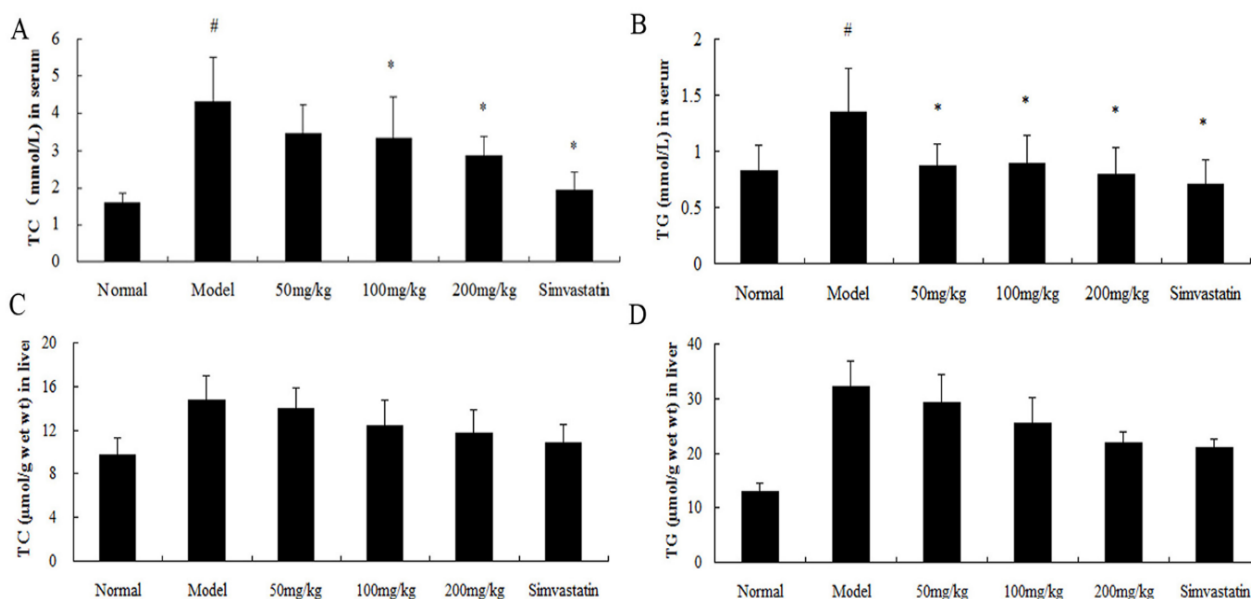 A
#
*
*
*
6
5
4
3
2
1
0
TC （mmol/L) in serum
Normal Model 50mg/kg 100mg/kg 200mg/kg Simvastatin
B
#
*
*
*
*
2
1.5
1
0.5
0
TG (mmol/L) in serum
Normal Model 50mg/kg 100mg/kg 200mg/kg Simvastatin
C
20
16
12
8
4
0
TC (μmol/g wet wt) in liver
Normal Model 50mg/kg 100mg/kg 200mg/kg Simvastatin
D
40
30
20
10
0
TG (μmol/g wet wt) in liver
Normal Model 50mg/kg 100mg/kg 200mg/kg Simvastatin